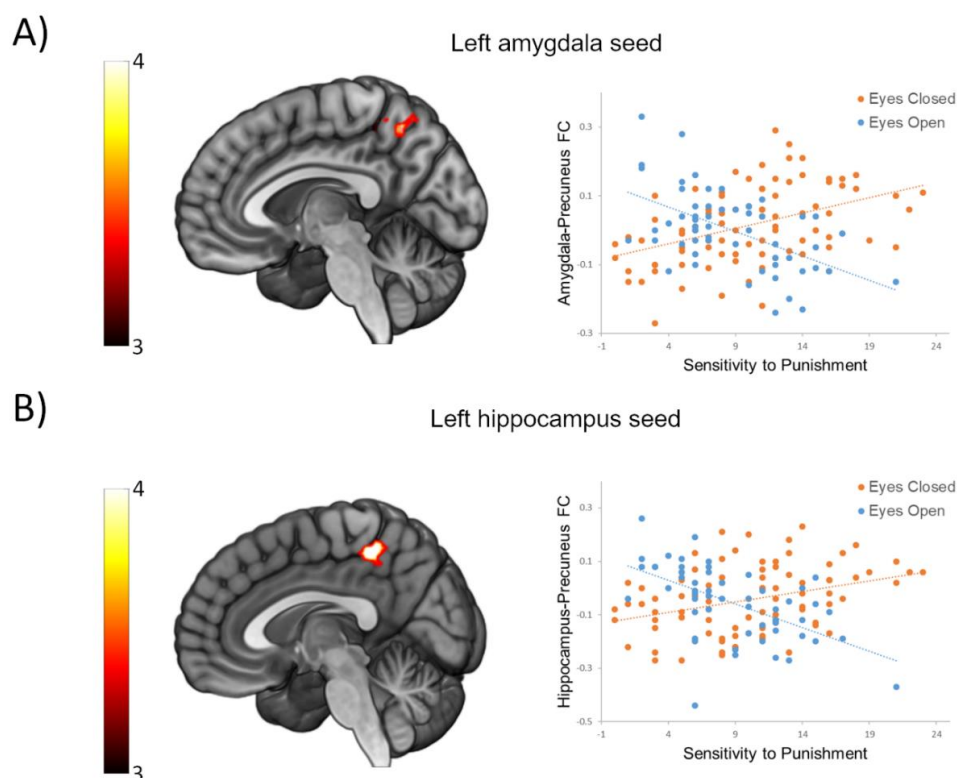 A)
Left amygdala seed
4
3
Eyes Closed
Eyes Open
Amygdala-Precuneus FC
0.3
0.1
-0.1
-0.3
-1
4
9
14
19
24
Sensitivity to Punishment
B)
Left hippocampus seed
4
3
Eyes Closed
Eyes Open
Hippocampus-Precuneus FC
0.3
0.1
-0.1
-0.3
-0.5
-1
4
9
14
19
24
Sensitivity to Punishment